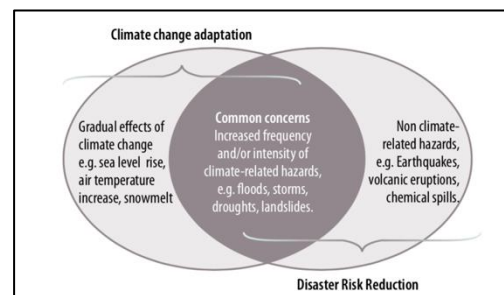 Climate change adaptation
Gradual effects of
climate change
e.g. sea level rise,
air temperature
increase, snowmelt
Common concerns
Increased frequency
and/or intensity of
climate-related hazards,
e.g. floods, storms,
droughts, landslides.
Non climate-
related hazards,
e.g. Earthquakes,
volcanic eruptions,
chemical spills.
Disaster Risk Reduction